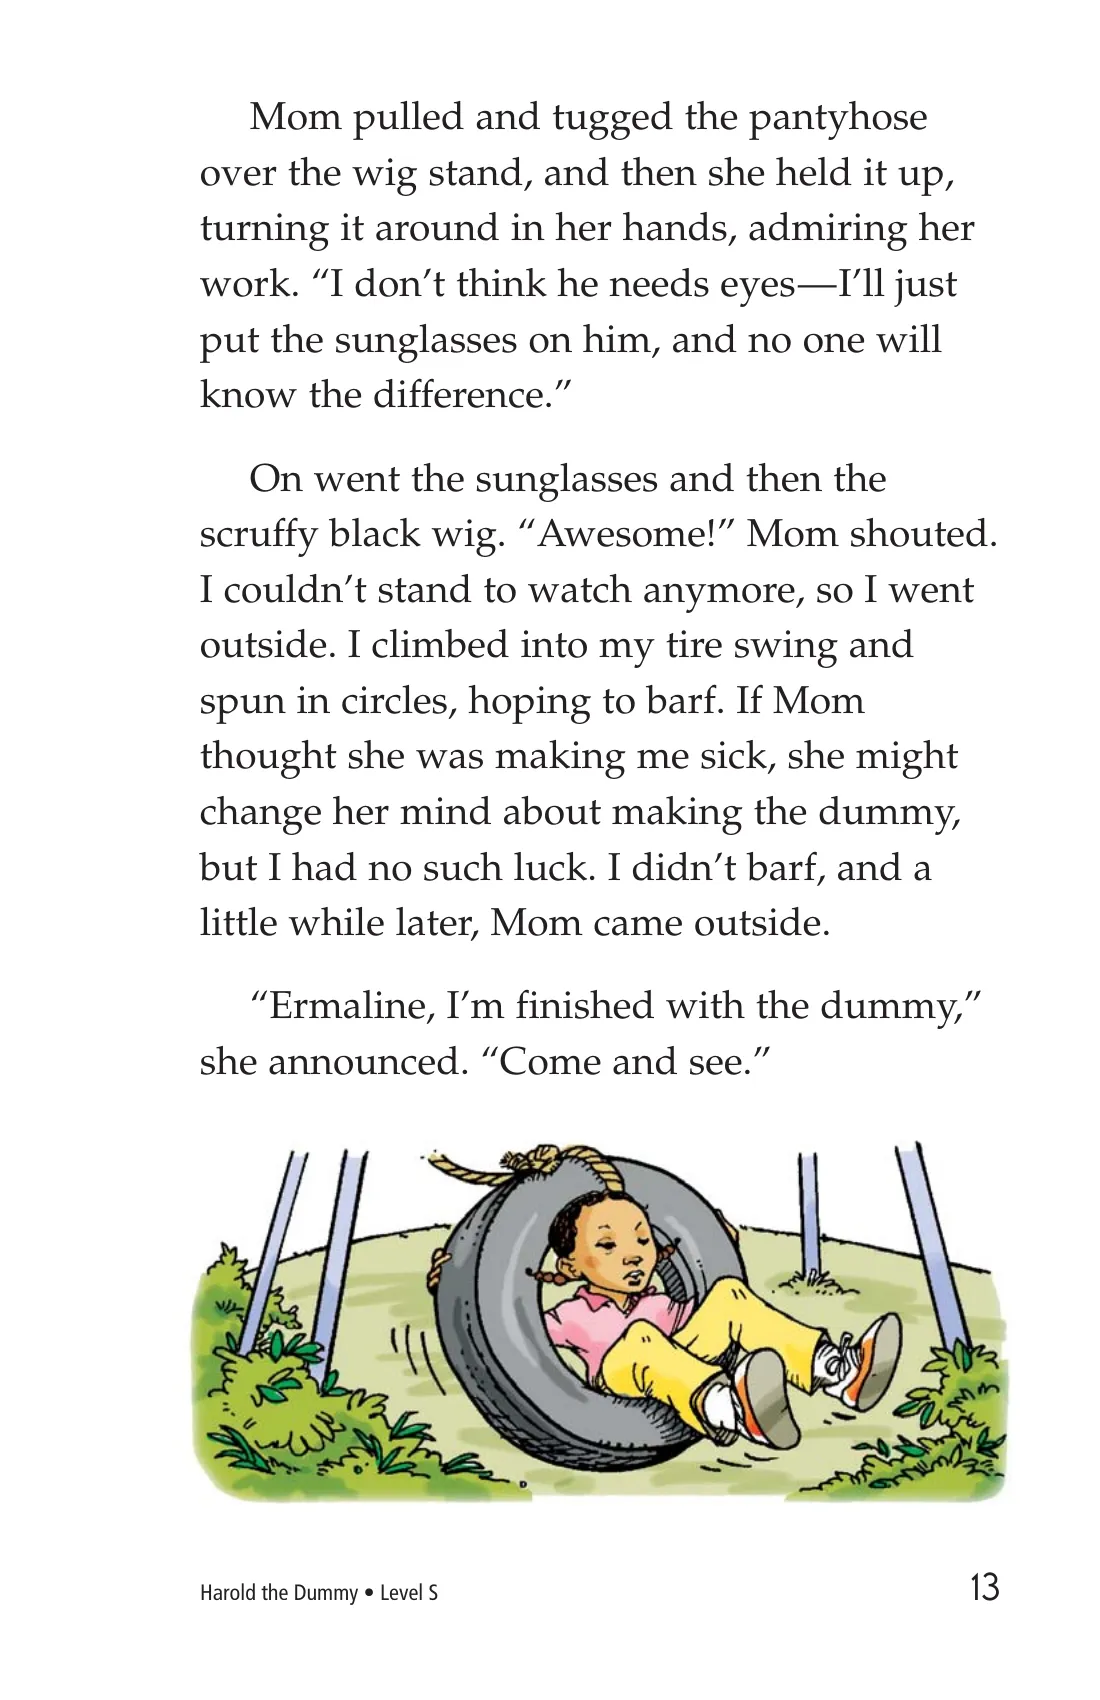 Mom pulled and tugged the pantyhose
over the wig stand, and then she held it up,
turning it around in her hands, admiring her
work. “I don’t think he needs eyes—I’ll just
put the sunglasses on him, and no one will
know the difference.”
On went the sunglasses and then the
scruffy black wig. “Awesome!” Mom shouted.
I couldn’t stand to watch anymore, so I went
outside. I climbed into my tire swing and
spun in circles, hoping to barf. If Mom
thought she was making me sick, she might
change her mind about making the dummy,
but I had no such luck. I didn’t barf, and a
little while later, Mom came outside.
“Ermaline, I’m finished with the dummy,”
she announced. “Come and see.”
Harold the Dummy • Level S
13